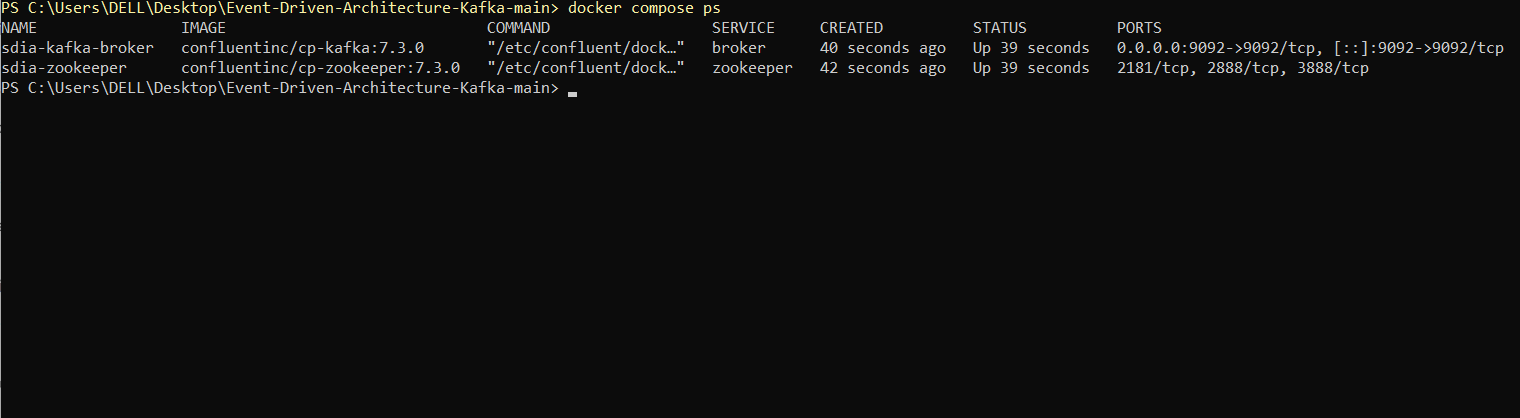 PS C:\Users\DELL\Desktop\Event-Driven-Architecture-Kafka-main> docker compose ps
NAME IMAGE COMMAND SERVICE CREATED STATUS PORTS
sdia-kafka-broker confluentinc/cp-kafka:7.3.0 "/etc/confluent/dock…" broker 40 seconds ago Up 39 seconds 0.0.0.0:9092->9092/tcp, [::]:9092->9092/tcp
sdia-zookeeper confluentinc/cp-zookeeper:7.3.0 "/etc/confluent/dock…" zookeeper 42 seconds ago Up 39 seconds 2181/tcp, 2888/tcp, 3888/tcp
PS C:\Users\DELL\Desktop\Event-Driven-Architecture-Kafka-main>